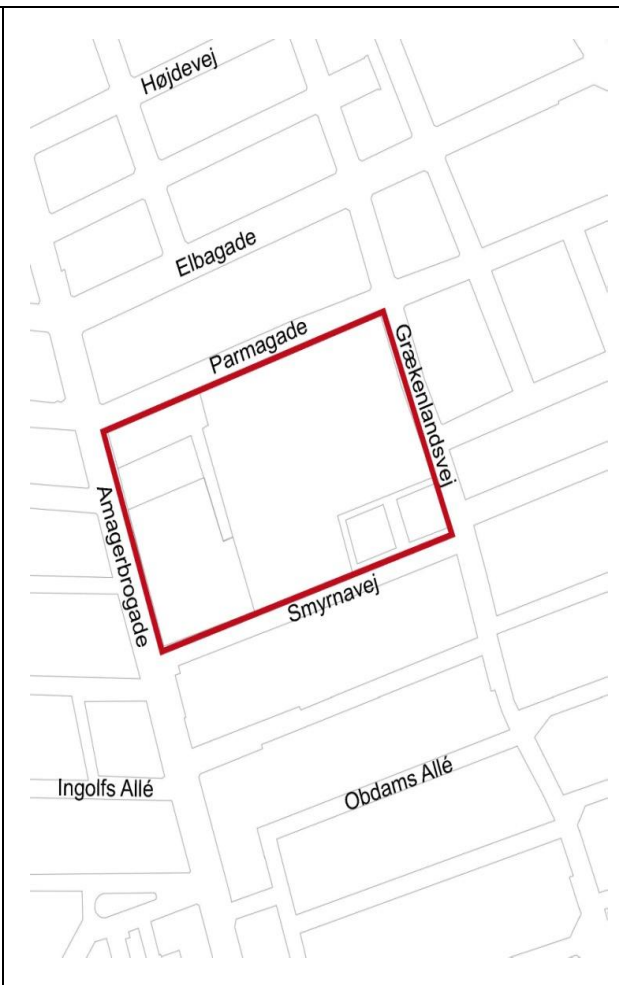 Højdevej
Elbagade
Parmagade
Grækenlandsvej
Amagerbrogade
Smyrnavej
Ingolfs Allé
Obdams Allé